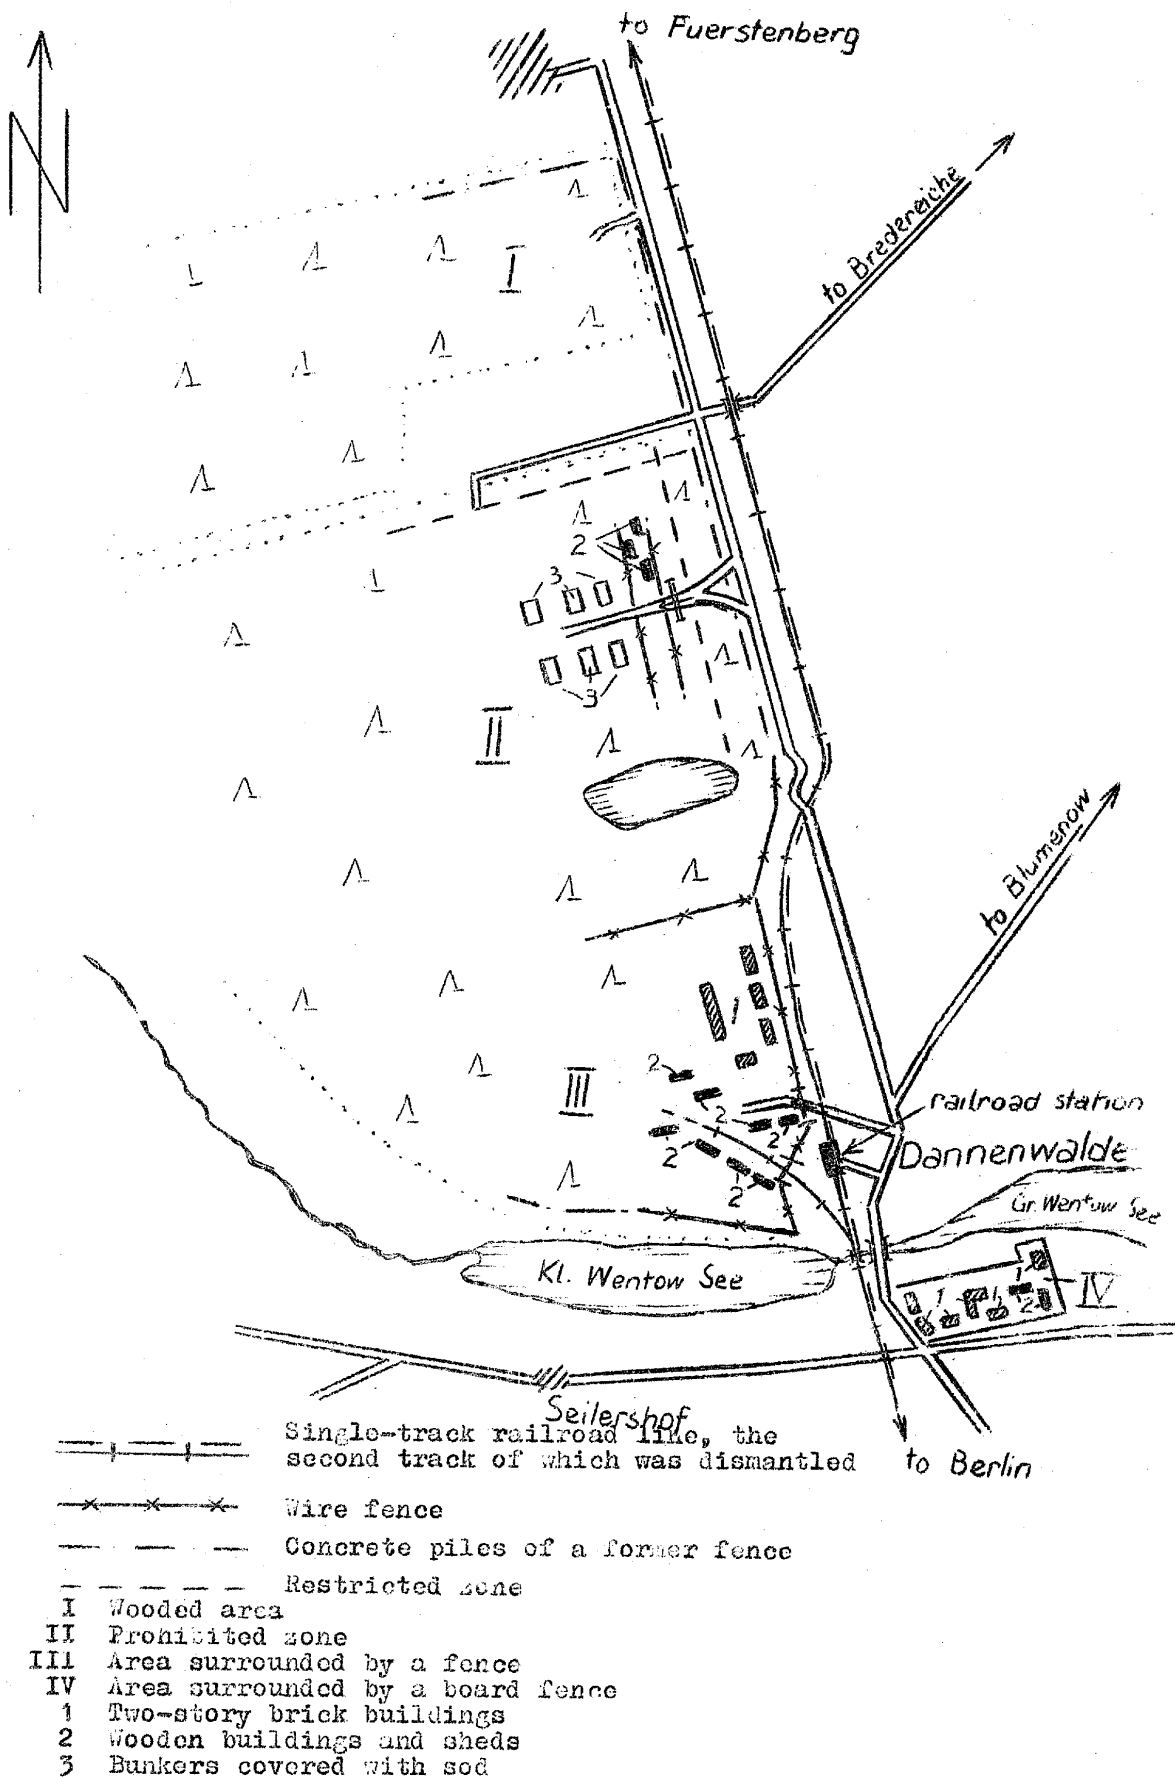 to Fuerstenberg
N
to Bredereiche
I
2
3
3
II
to Blumenow
1
2
III
2
railroad station
2
2
2
Dannenwalde
Gr. Wentow See
Kl. Wentow See
1
1
1
2
IV
Seilershof
Single-track railroad line, the
second track of which was dismantled
to Berlin
Wire fence
Concrete piles of a former fence
Restricted zone
I Wooded area
II Prohibited zone
III Area surrounded by a fence
IV Area surrounded by a board fence
1 Two-story brick buildings
2 Wooden buildings and sheds
3 Bunkers covered with sod